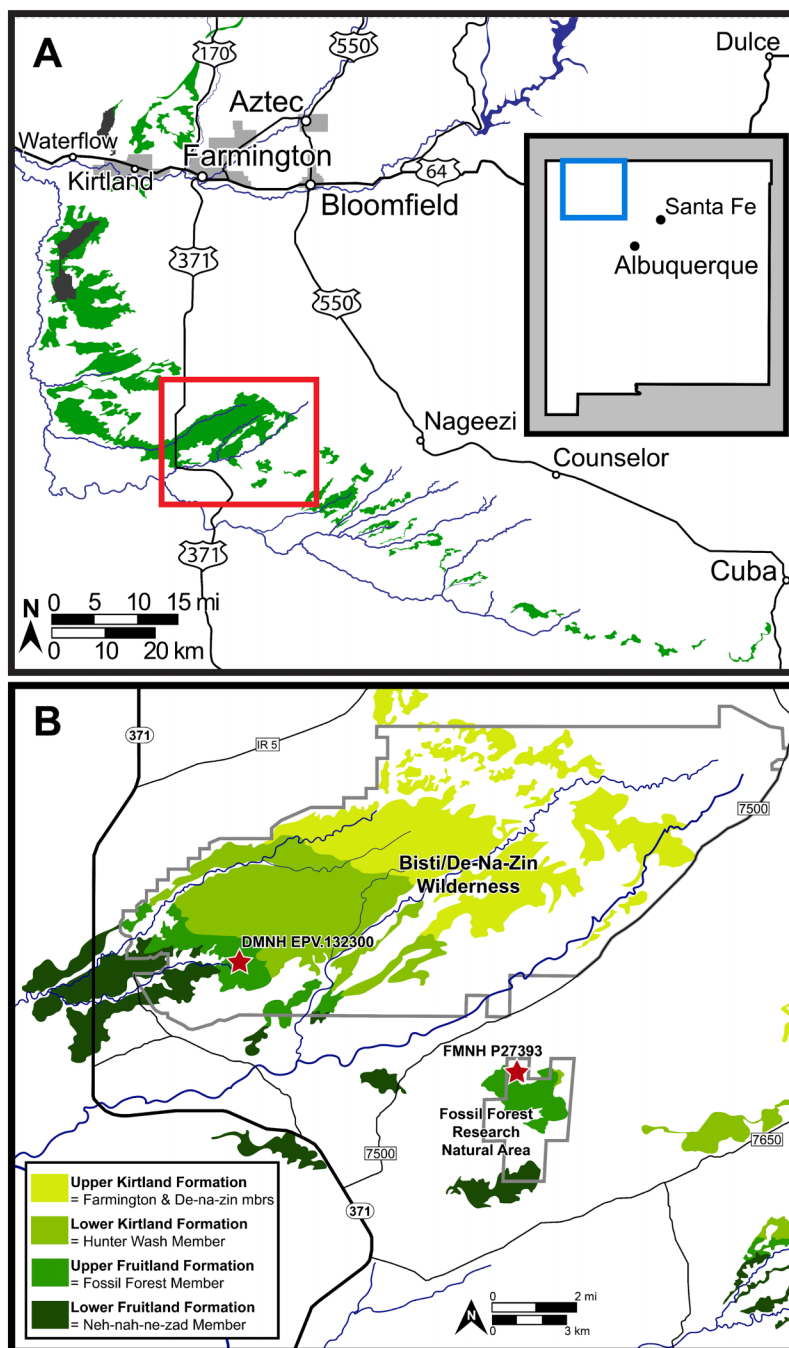 A
170
550
Dulce
Aztec
Waterflow
Farmington
Kirtland
64
Bloomfield
Santa Fe
Albuquerque
371
550
Nageezi
Counselor
371
Cuba
N
0 5 10 15 mi
0 10 20 km
B
371
IR 5
7500
Bisti/De-Na-Zin
Wilderness
DMNH EPV.132300
FMNH P27393
Fossil Forest
Research
Natural Area
7500
7650
371
Upper Kirtland Formation
= Farmington & De-na-zin mbrs
Lower Kirtland Formation
= Hunter Wash Member
Upper Fruitland Formation
= Fossil Forest Member
Lower Fruitland Formation
= Neh-nah-ne-zad Member
N
0 2 mi
0 3 km